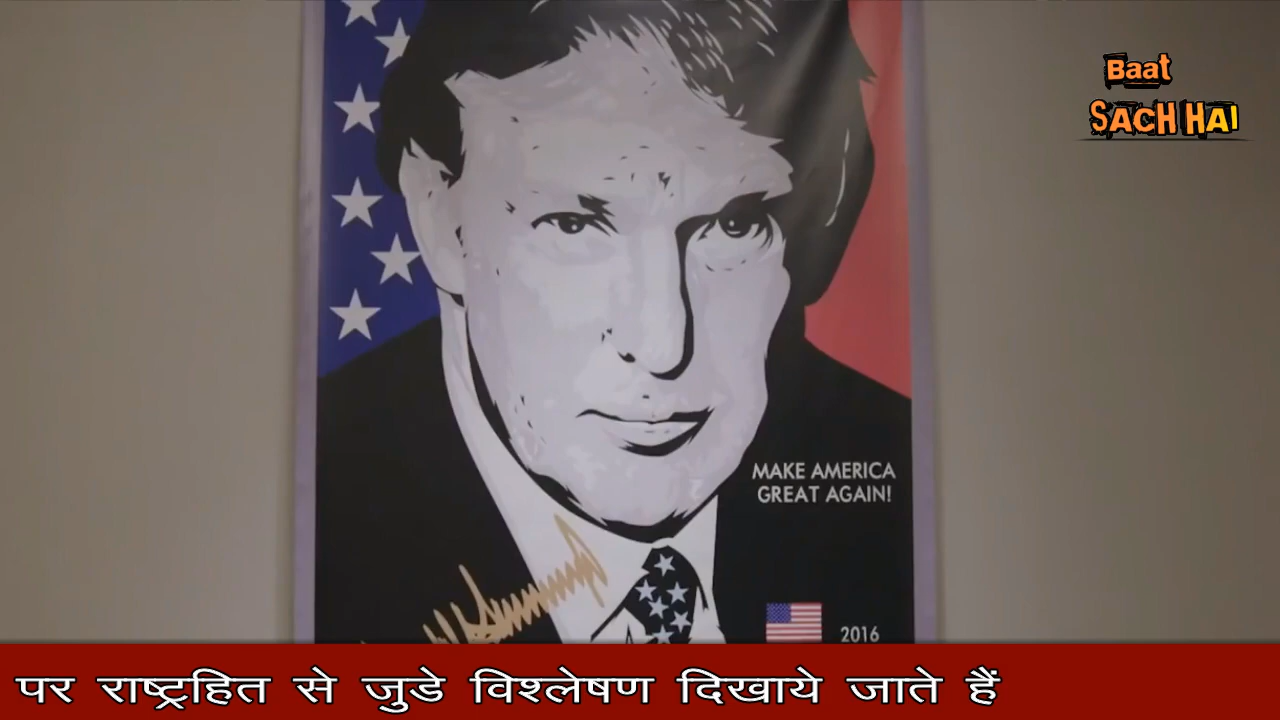 Baat
SACH HAI
MAKE AMERICA
GREAT AGAIN!
2016
पर राष्ट्रहित से जुडे विश्लेषण दिखाये जाते हैं